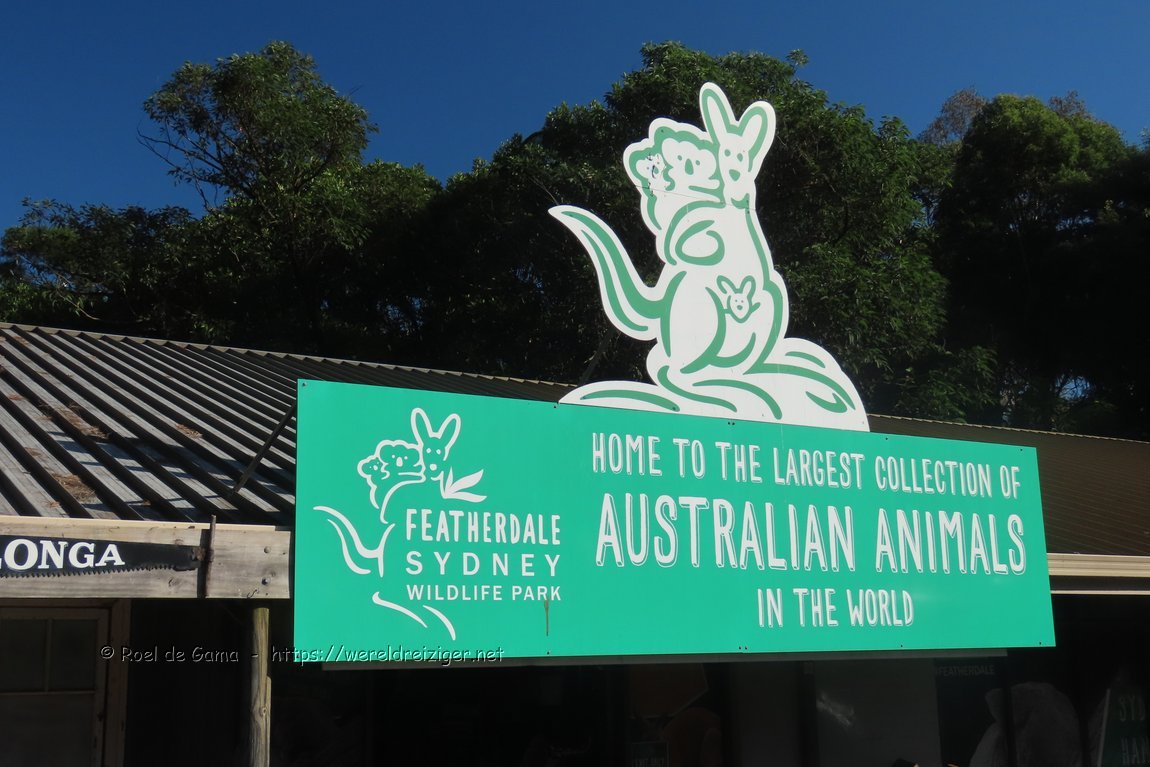 HOME TO THE LARGEST COLLECTION OF
AUSTRALIAN ANIMALS
IN THE WORLD
FEATHERDALE
SYDNEY
WILDLIFE PARK
LONGA
© Roel de Gama - https://wereldreiziger.net
#FEATHERDALE